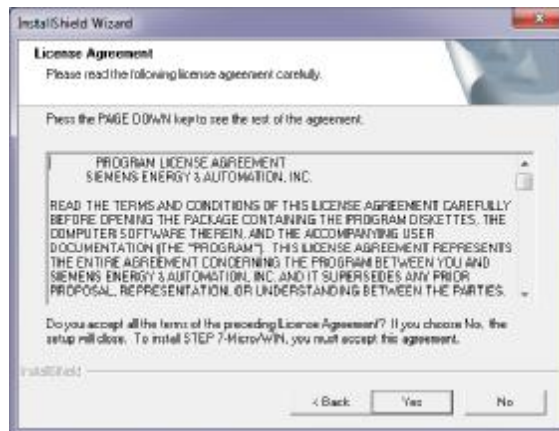 InstallShield Wizard
License Agreement
Please read the following license agreement carefully.
Press the PAGE DOWN key to see the rest of the agreement.
PROGRAM LICENSE AGREEMENT
SIEMENS ENERGY & AUTOMATION, INC.
READ THE TERMS AND CONDITIONS OF THIS LICENSE AGREEMENT CAREFULLY
BEFORE OPENING THE PACKAGE CONTAINING THE PROGRAM DISKETTES, THE
COMPUTER SOFTWARE THEREIN, AND THE ACCOMPANYING USER
DOCUMENTATION (THE "PROGRAM"). THIS LICENSE AGREEMENT REPRESENTS
THE ENTIRE AGREEMENT CONCERNING THE PROGRAM BETWEEN YOU AND
SIEMENS ENERGY & AUTOMATION, INC. AND IT SUPERSEDES ANY PRIOR
PROPOSAL, REPRESENTATION, OR UNDERSTANDING BETWEEN THE PARTIES.
Do you accept all the terms of the preceding License Agreement? If you choose No, the
setup will close. To install STEP 7-Micro/WIN, you must accept this agreement.
InstallShield
< Back Yes No